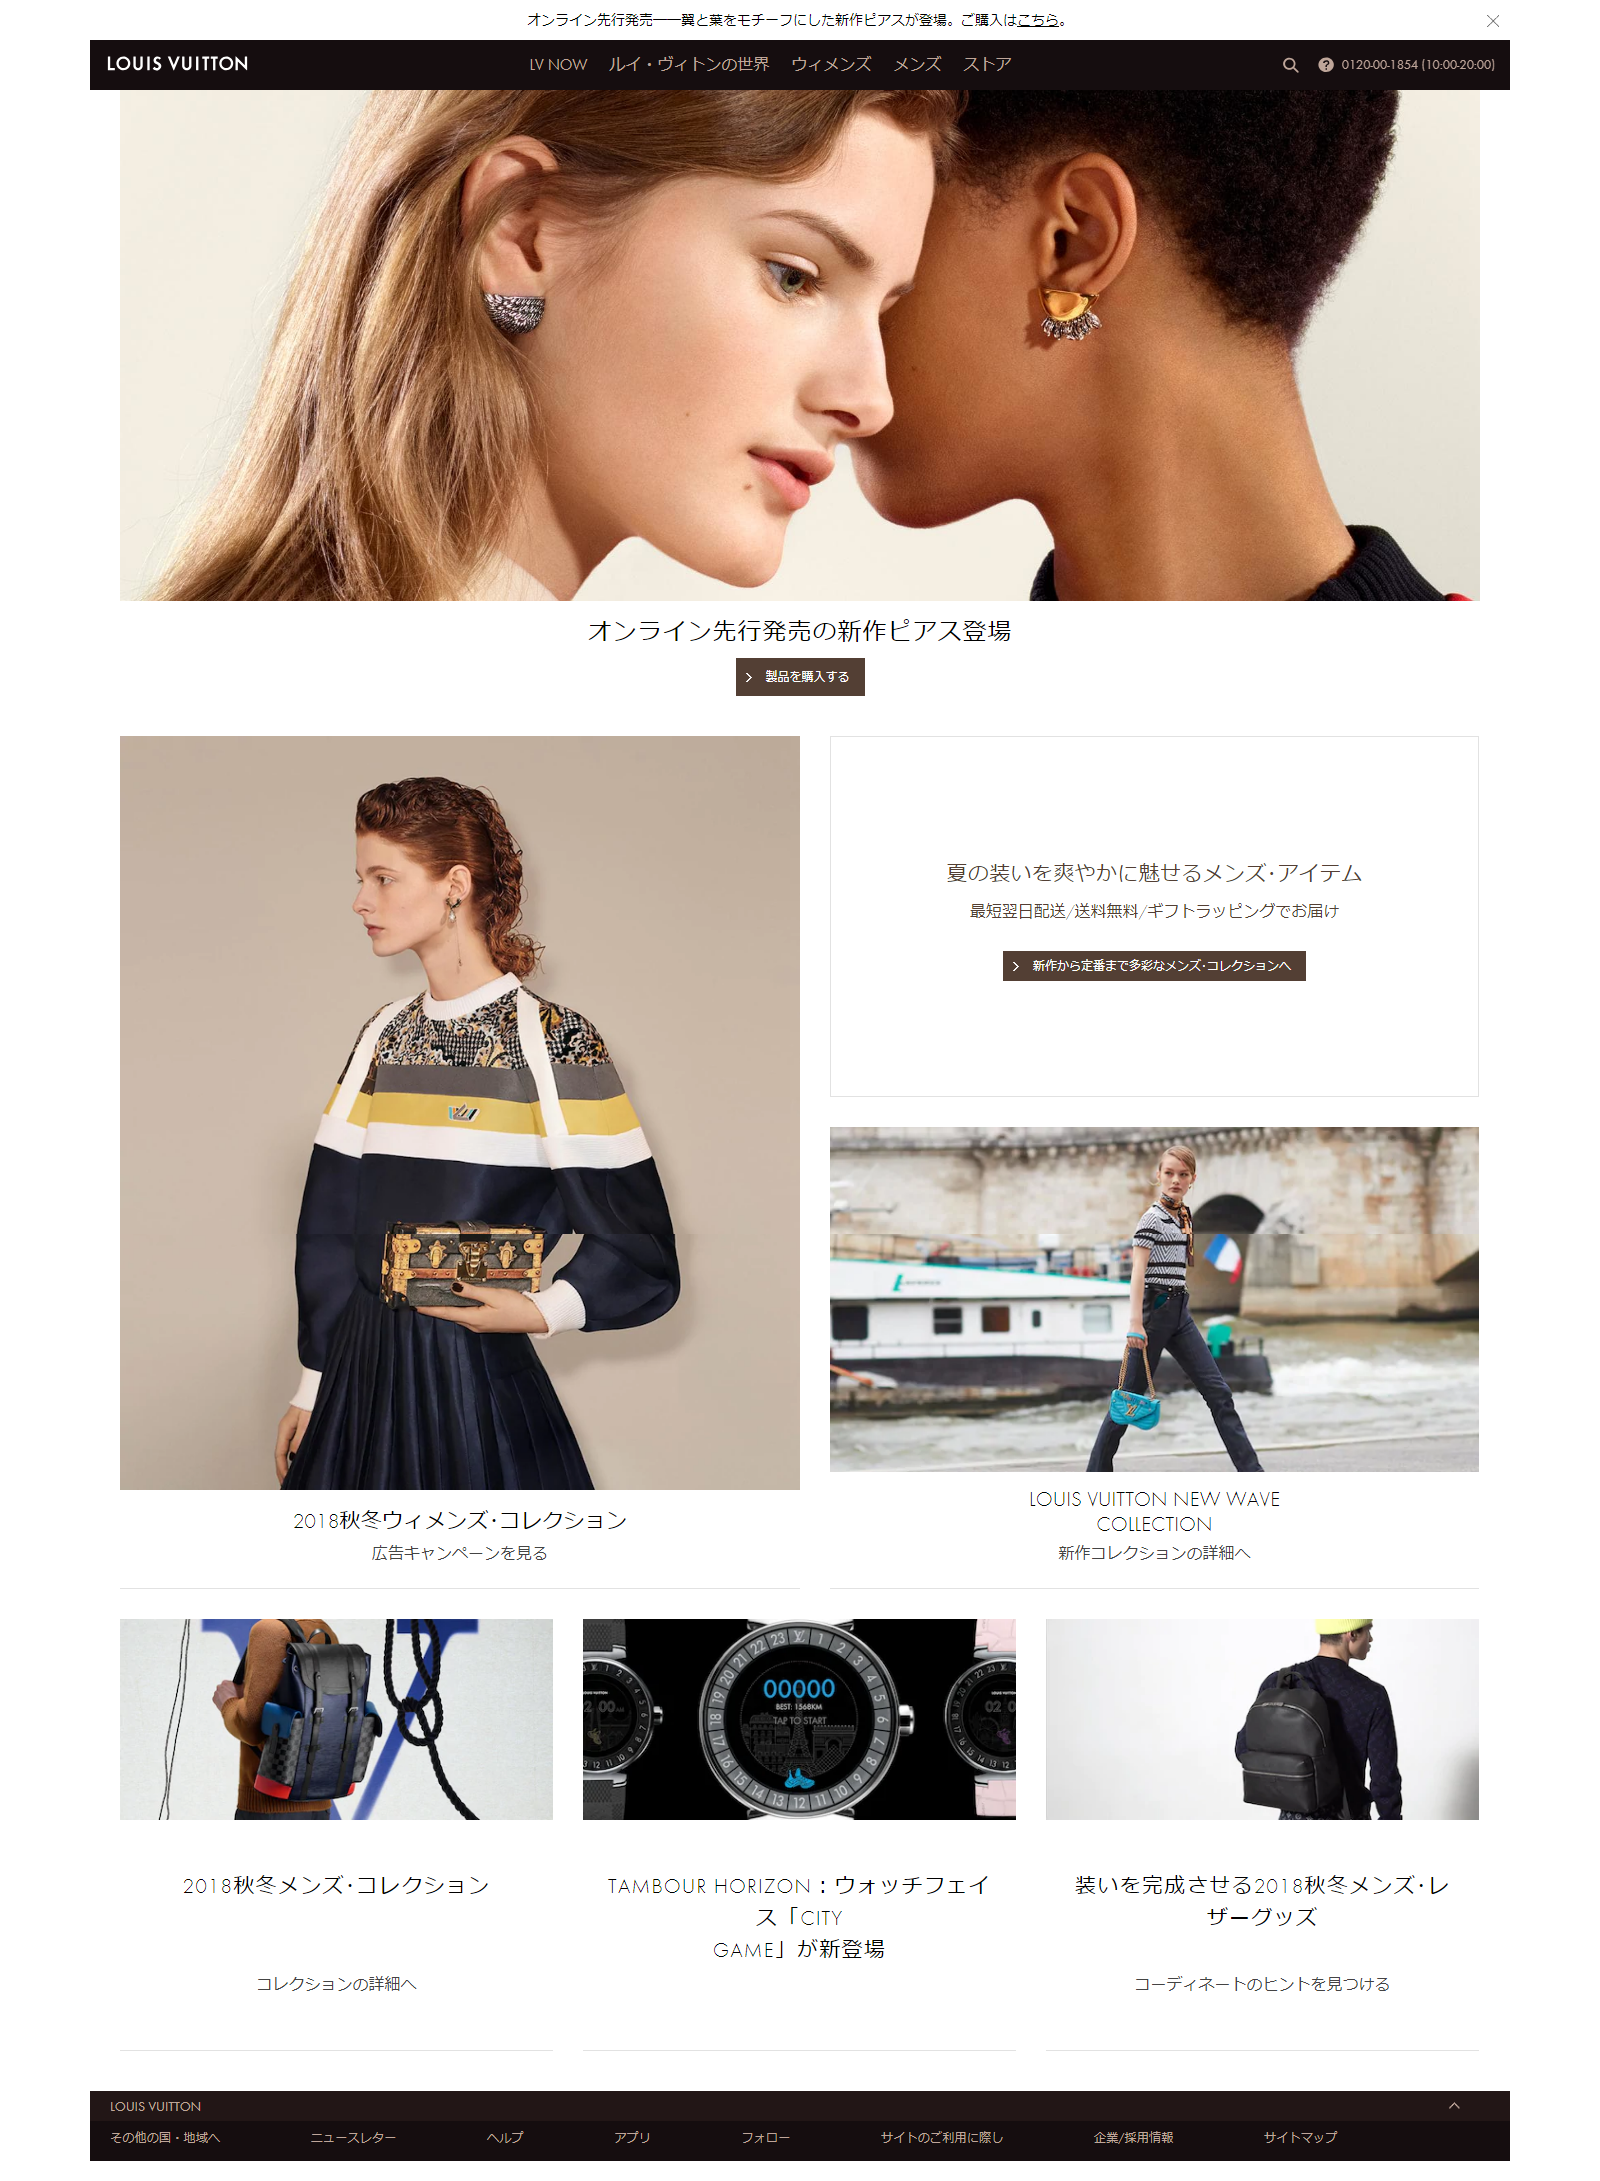 オンライン先行発売――翼と葉をモチーフにした新作ピアスが登場。ご購入はこちら。
LOUIS VUITTON
LV NOW ルイ・ヴィトンの世界 ウィメンズ メンズ ストア
0120-00-1854 (10:00-20:00)
オンライン先行発売の新作ピアス登場
製品を購入する
夏の装いを爽やかに魅せるメンズ・アイテム
最短翌日配送/送料無料/ギフトラッピングでお届け
新作から定番まで多彩なメンズ・コレクションへ
2018秋冬ウィメンズ・コレクション
広告キャンペーンを見る
LOUIS VUITTON NEW WAVE
COLLECTION
新作コレクションの詳細へ
00000
BEST: 1568KM
TAP TO START
2018秋冬メンズ・コレクション
コレクションの詳細へ
TAMBOUR HORIZON：ウォッチフェイ
ス「CITY
GAME」が新登場
装いを完成させる2018秋冬メンズ・レ
ザーグッズ
コーディネートのヒントを見つける
LOUIS VUITTON
その他の国・地域へ ニュースレター ヘルプ アプリ フォロー サイトのご利用に際し 企業/採用情報 サイトマップ